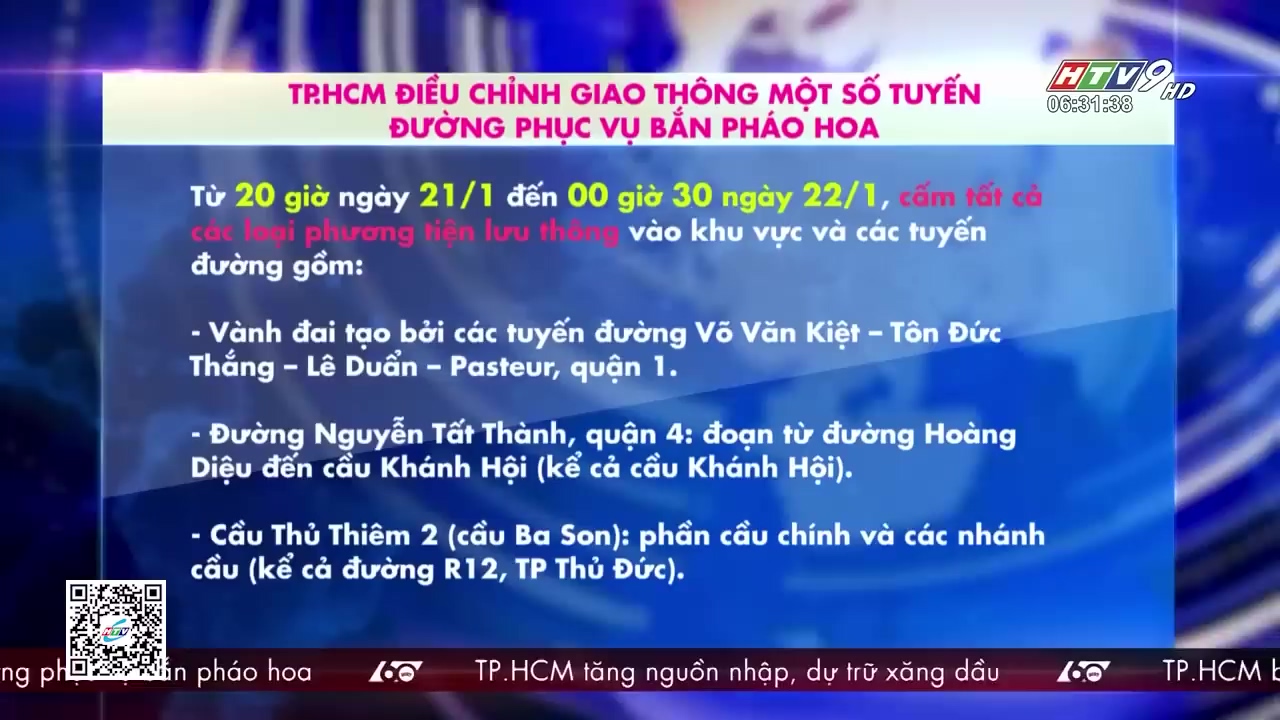 HTV9 HD
06:31:38
TP.HCM ĐIỀU CHỈNH GIAO THÔNG MỘT SỐ TUYẾN
ĐƯỜNG PHỤC VỤ BẮN PHÁO HOA
Từ 20 giờ ngày 21/1 đến 00 giờ 30 ngày 22/1, cấm tất cả
các loại phương tiện lưu thông vào khu vực và các tuyến
đường gồm:
- Vành đai tạo bởi các tuyến đường Võ Văn Kiệt – Tôn Đức
Thắng – Lê Duẩn – Pasteur, quận 1.
- Đường Nguyễn Tất Thành, quận 4: đoạn từ đường Hoàng
Diệu đến cầu Khánh Hội (kể cả cầu Khánh Hội).
- Cầu Thủ Thiêm 2 (cầu Ba Son): phần cầu chính và các nhánh
cầu (kể cả đường R12, TP Thủ Đức).
HTV
pháo hoa 60 giây TP.HCM tăng nguồn nhập, dự trữ xăng dầu 60 giây TP.HCM